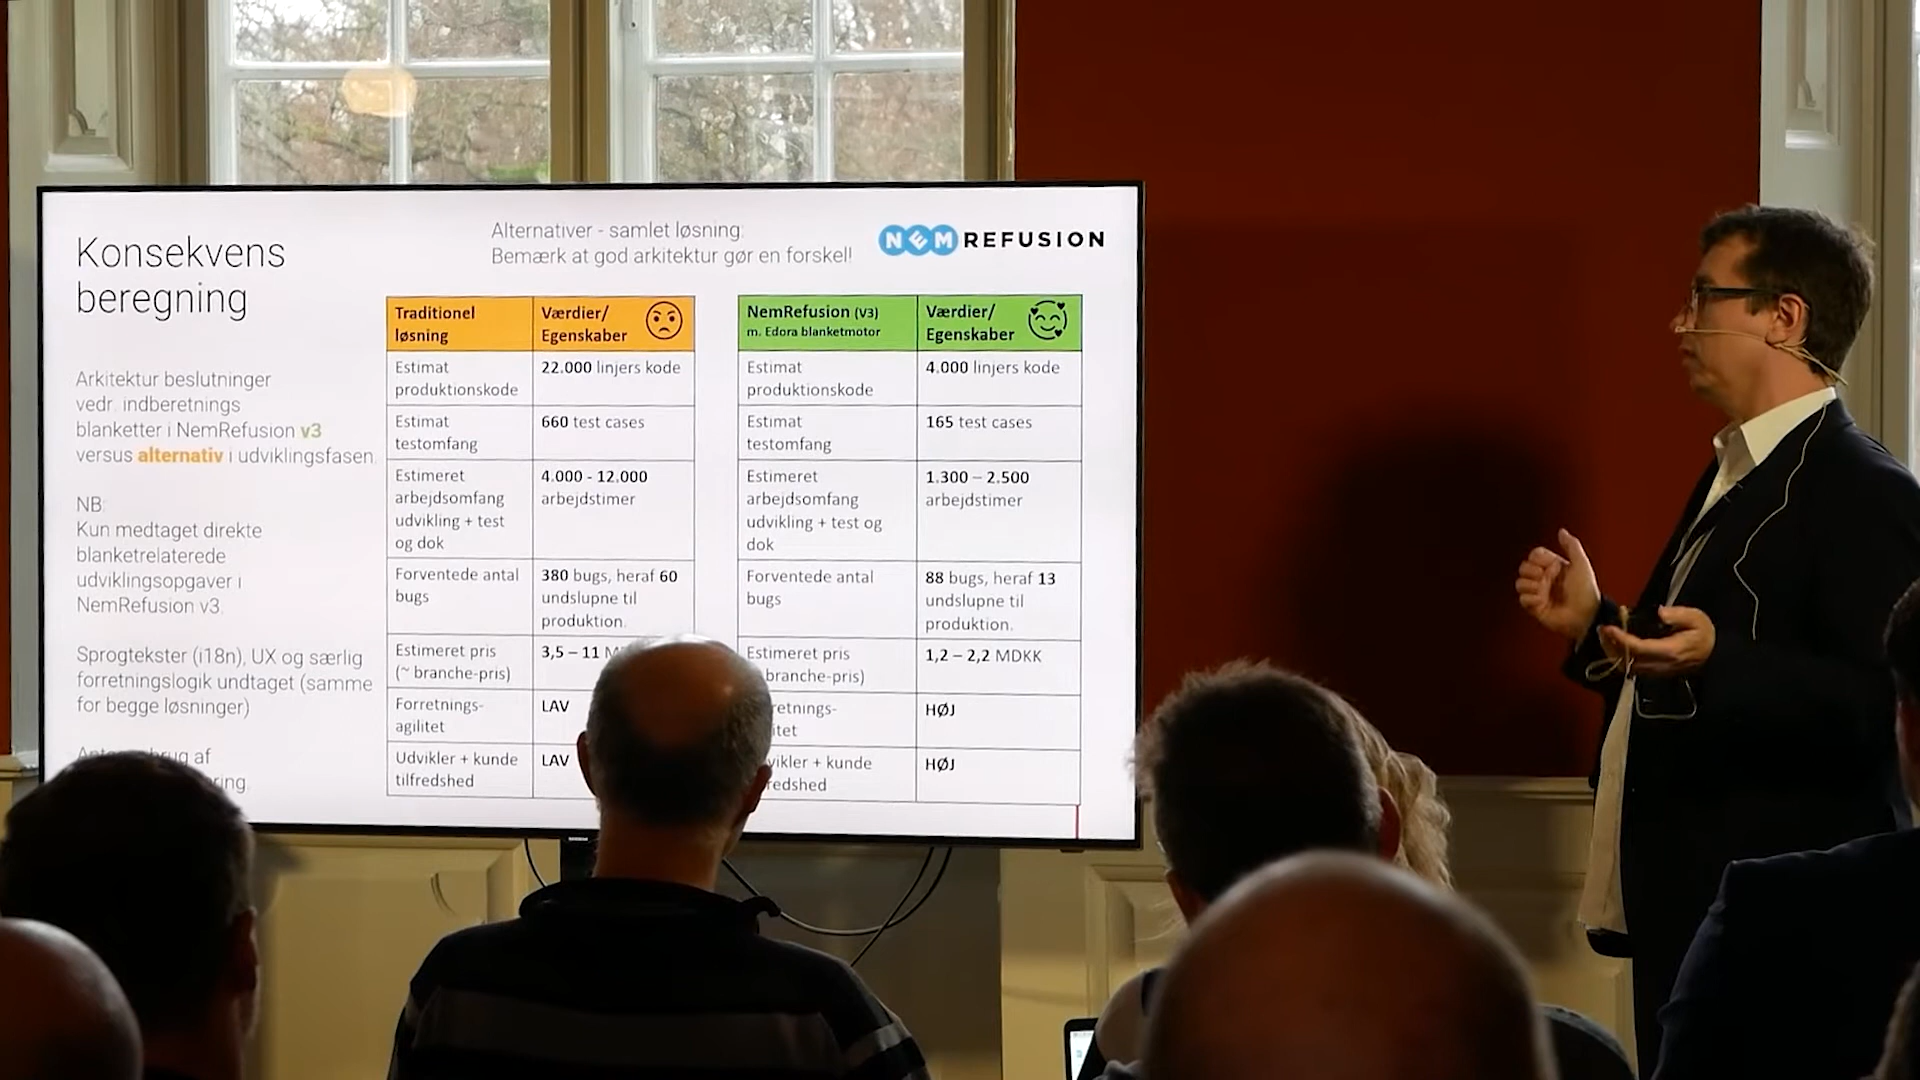 Konsekvens
beregning
Arkitektur beslutninger
vedr. indberetnings
blanketter i NemRefusion v3
versus alternativ i udviklingsfasen.
NB:
Kun medtaget direkte
blanketrelaterede
udviklingsopgaver i
NemRefusion v3.
Sprogtekster (i18n), UX og særlig
forretningslogik undtaget (samme
for begge løsninger)
af
Alternativer - samlet løsning:
Bemærk at god arkitektur gør en forskel!
NEMREFUSION
Traditionel
løsning
Værdier/
Egenskaber
Estimat
produktionskode
22.000 linjers kode
Estimat
testomfang
660 test cases
Estimeret
arbejdsomfang
udvikling + test
og dok
4.000 - 12.000
arbejdstimer
Forventede antal
bugs
380 bugs, heraf 60
undslupne til
produktion.
Estimeret pris
(~ branche-pris)
3,5 – 11
Forretnings-
agilitet
LAV
Udvikler + kunde
tilfredshed
LAV
NemRefusion (V3)
m. Edora blanketmotor
Værdier/
Egenskaber
Estimat
produktionskode
4.000 linjers kode
Estimat
testomfang
165 test cases
Estimeret
arbejdsomfang
udvikling + test og
dok
1.300 – 2.500
arbejdstimer
Forventede antal
bugs
88 bugs, heraf 13
undslupne til
produktion.
Estimeret pris
branche-pris)
1,2 – 2,2 MDKK
HØJ
kunde
HØJ